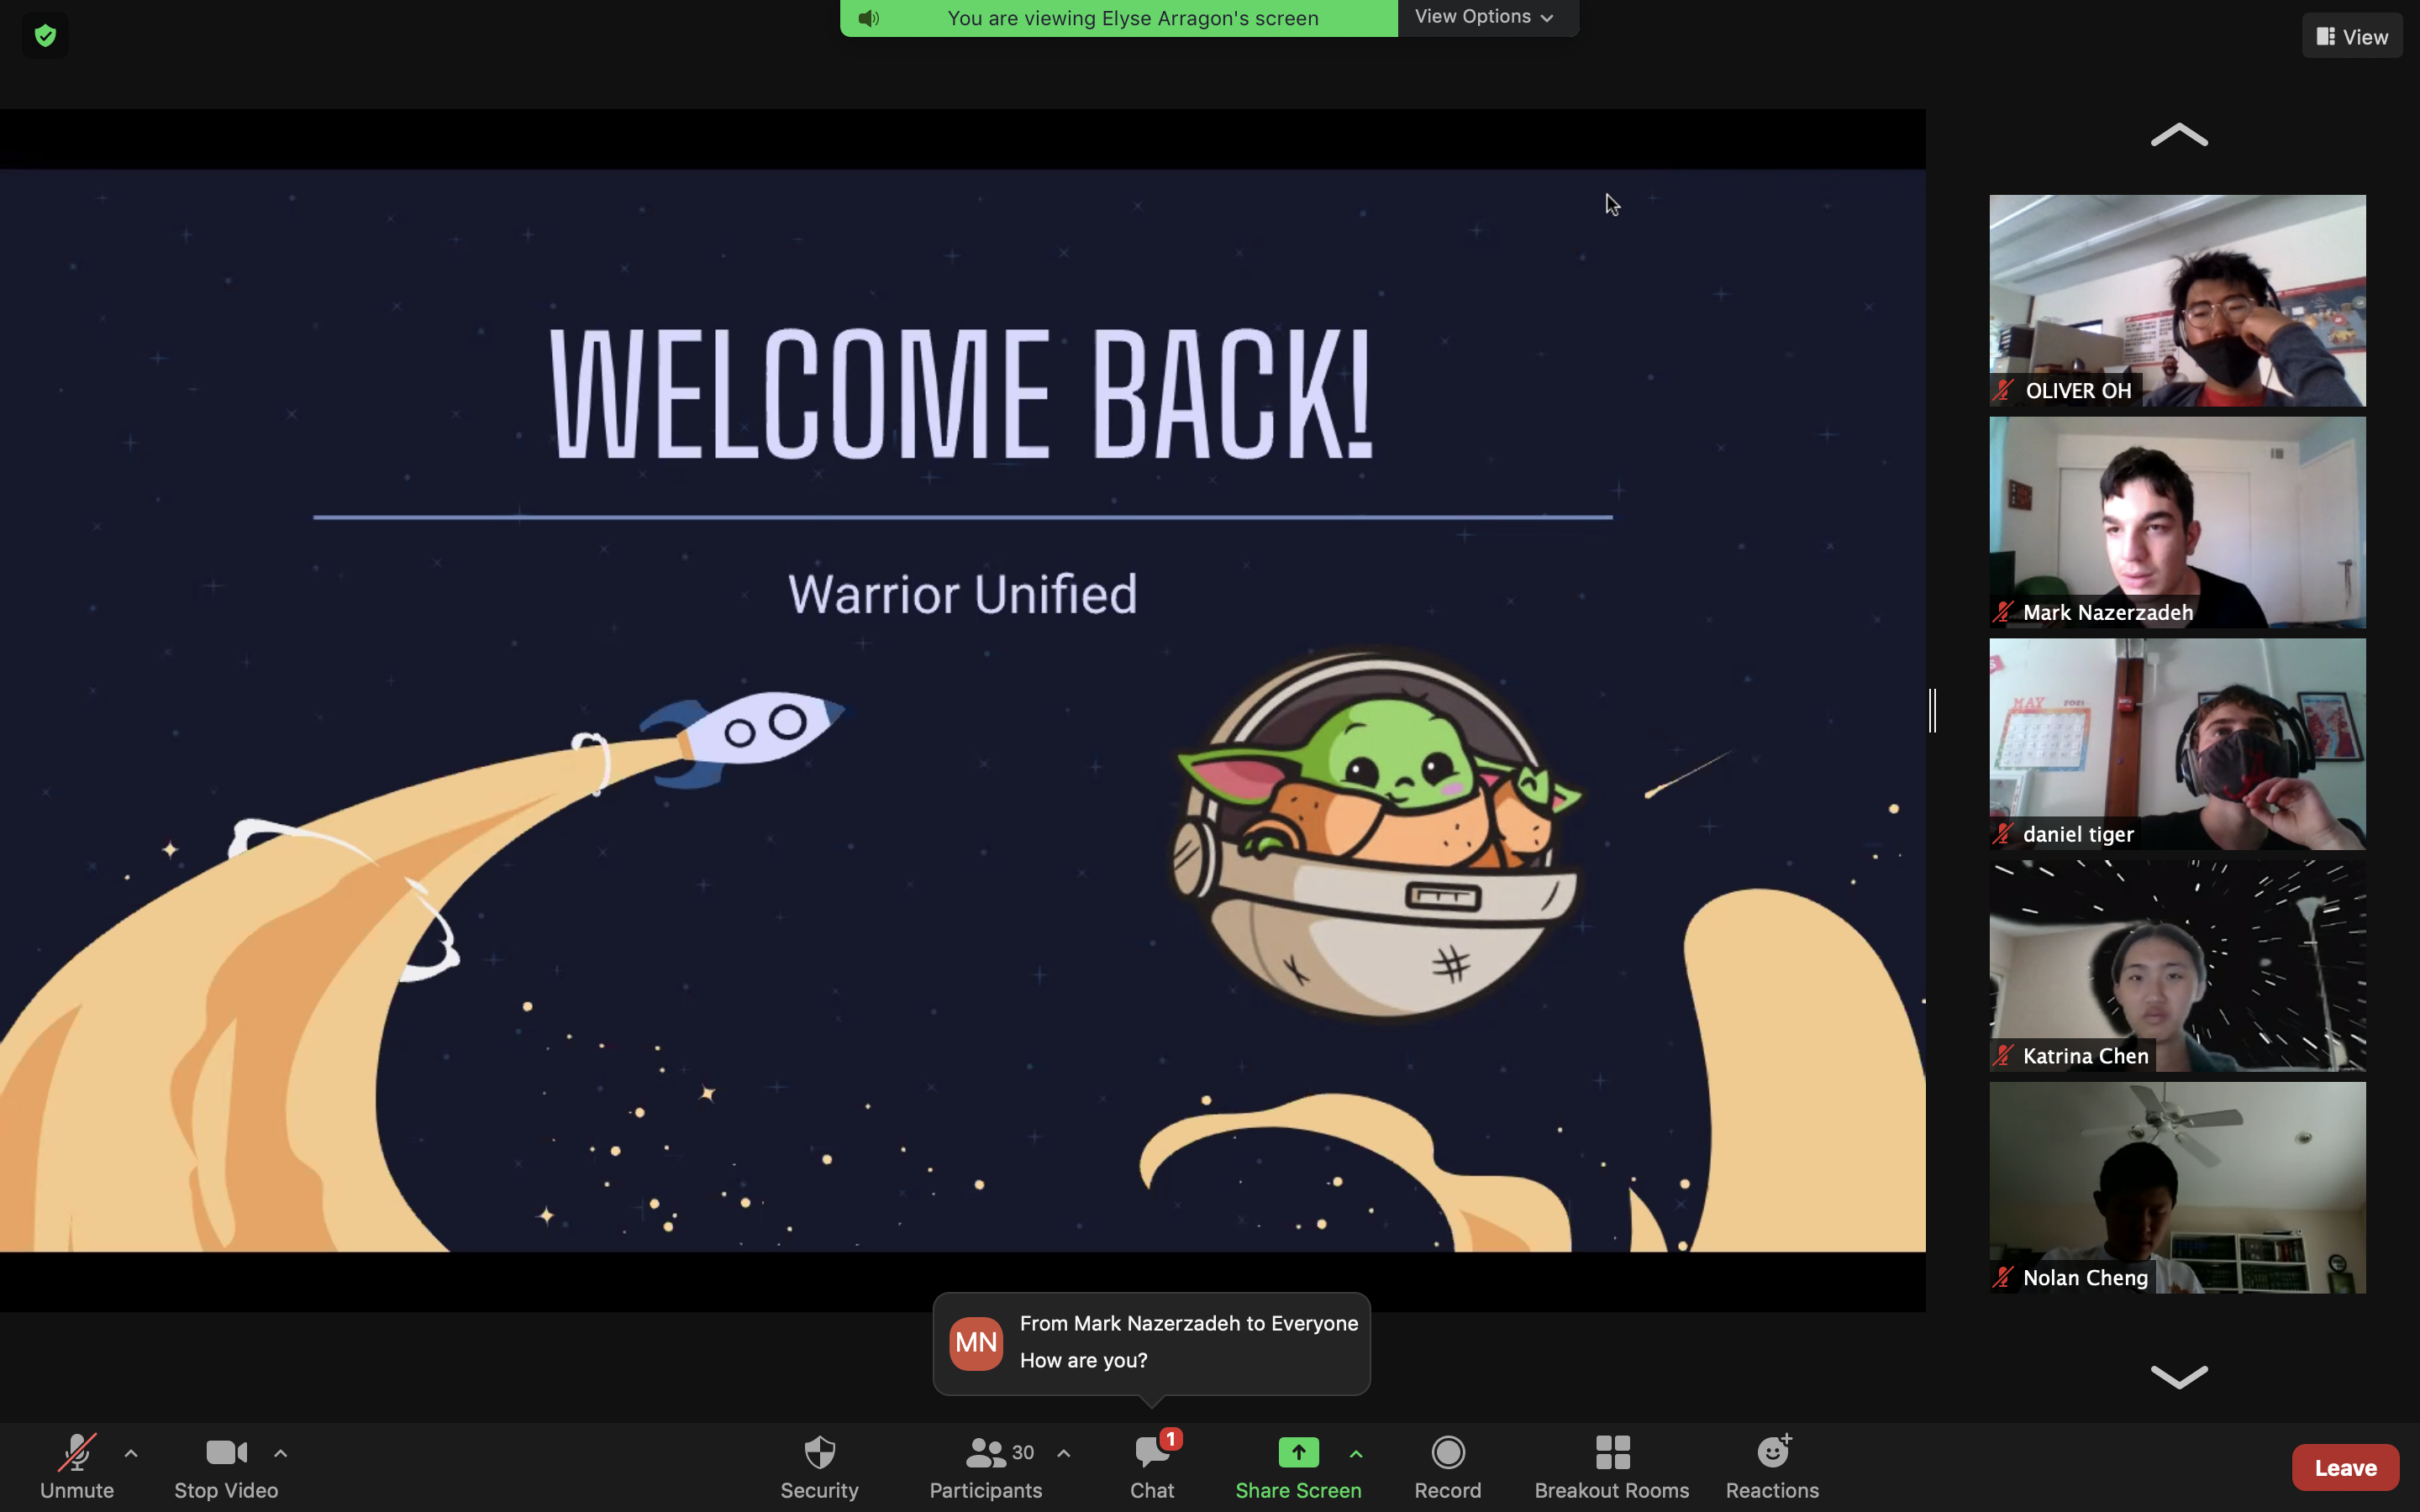 You are viewing Elyse Arragon's screen
View Options
View
WELCOME BACK!
Warrior Unified
OLIVER OH
Mark Nazerzadeh
MAY 2021
daniel tiger
Katrina Chen
Nolan Cheng
MN
From Mark Nazerzadeh to Everyone
How are you?
Unmute
Stop Video
Security
30
Participants
1
Chat
Share Screen
Record
Breakout Rooms
Reactions
Leave